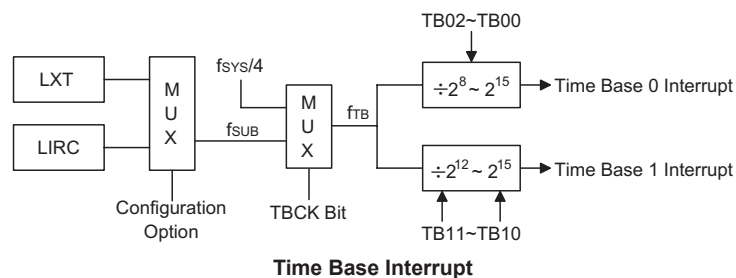 TB02~TB00
LXT
LIRC
M
U
X
Configuration
Option
fSYS/4
fSUB
M
U
X
TBCK Bit
fTB
÷2⁸ ~ 2¹⁵
Time Base 0 Interrupt
÷2¹² ~ 2¹⁵
Time Base 1 Interrupt
TB11~TB10
Time Base Interrupt